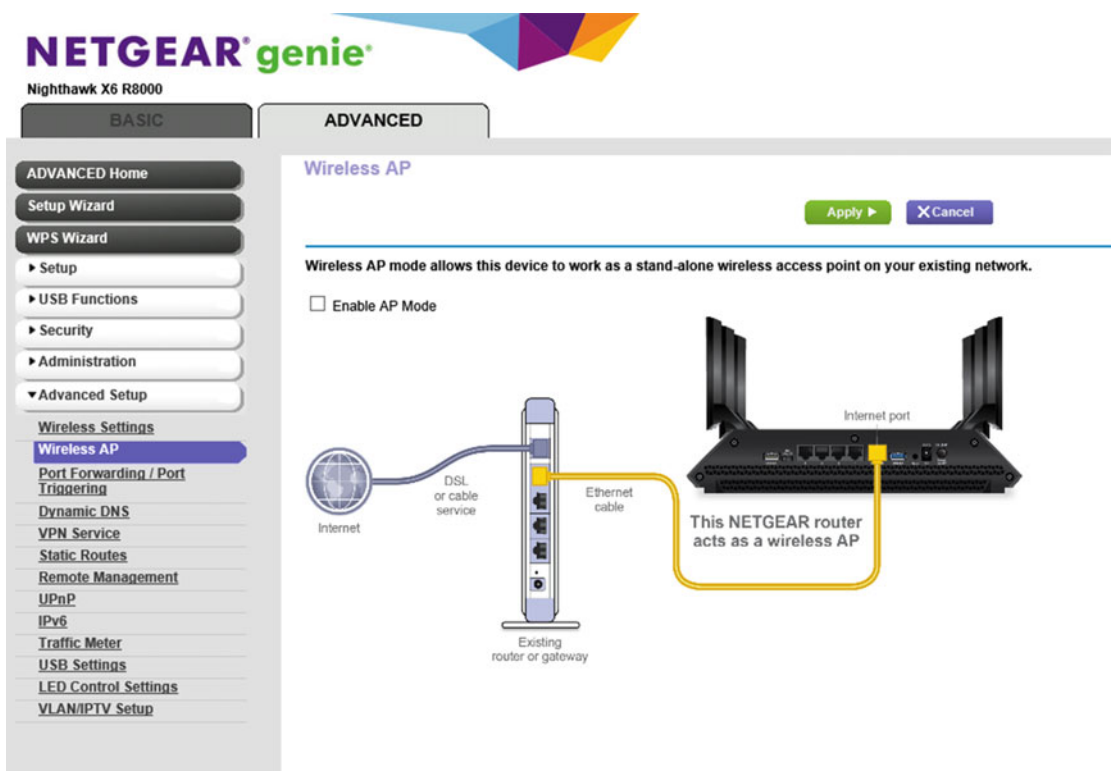 NETGEAR® genie®
Nighthawk X6 R8000
BASIC
ADVANCED
ADVANCED Home
Setup Wizard
WPS Wizard
Setup
USB Functions
Security
Administration
Advanced Setup
Wireless Settings
Wireless AP
Port Forwarding / Port
Triggering
Dynamic DNS
VPN Service
Static Routes
Remote Management
UPnP
IPv6
Traffic Meter
USB Settings
LED Control Settings
VLAN/IPTV Setup
Wireless AP
Apply
Cancel
Wireless AP mode allows this device to work as a stand-alone wireless access point on your existing network.
Enable AP Mode
Internet
DSL
or cable
service
Existing
router or gateway
Ethernet
cable
Internet port
This NETGEAR router
acts as a wireless AP